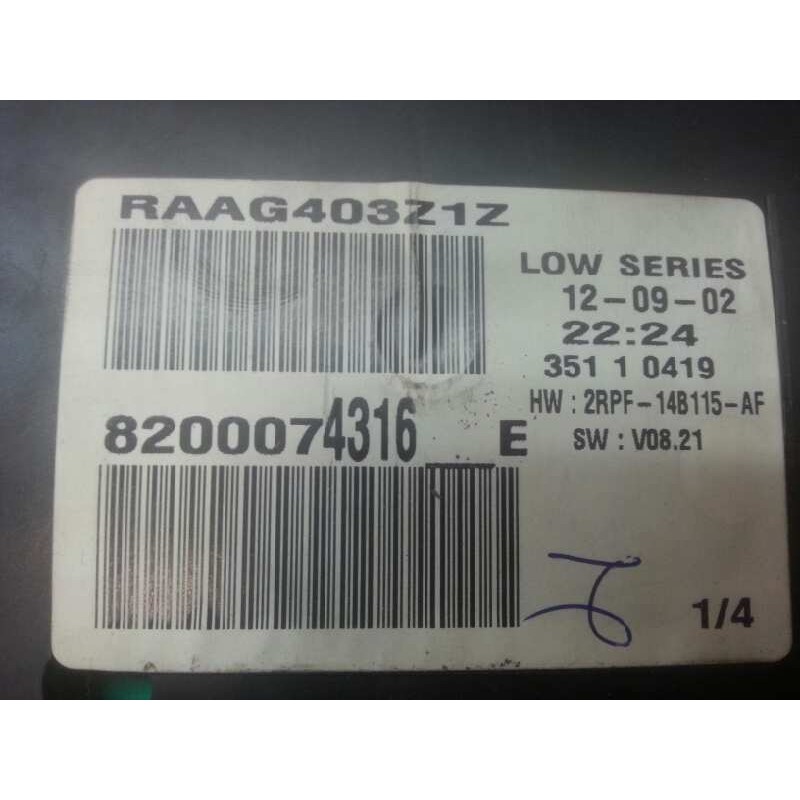 RAAG403Z1Z
LOW SERIES
12-09-02
22:24
351 1 0419
HW : 2RPF-14B115-AF
SW : V08.21
8200074316__E
1/4